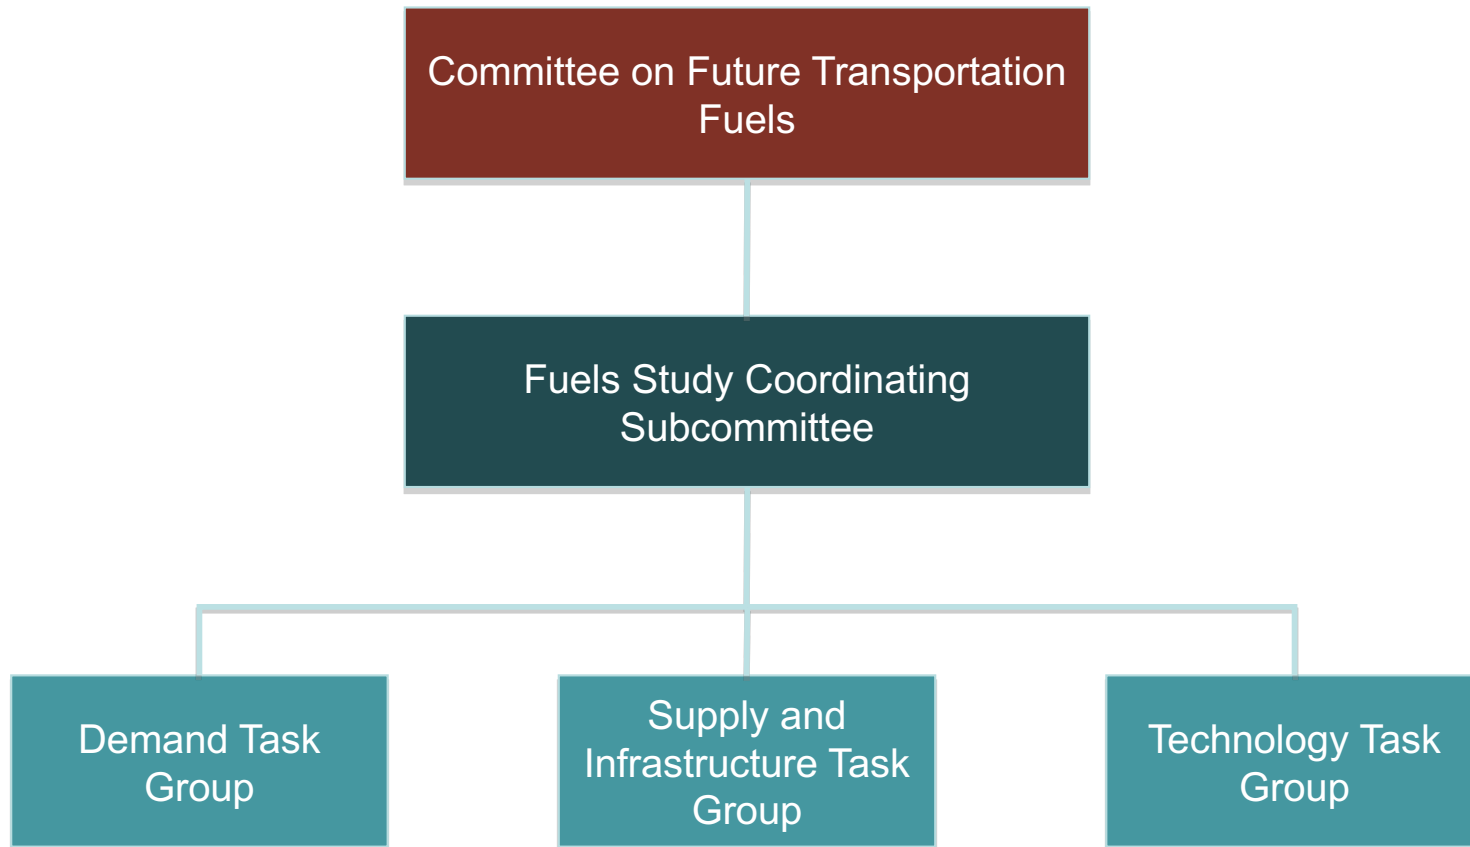 Committee on Future Transportation
Fuels
Fuels Study Coordinating
Subcommittee
Demand Task
Group
Supply and
Infrastructure Task
Group
Technology Task
Group